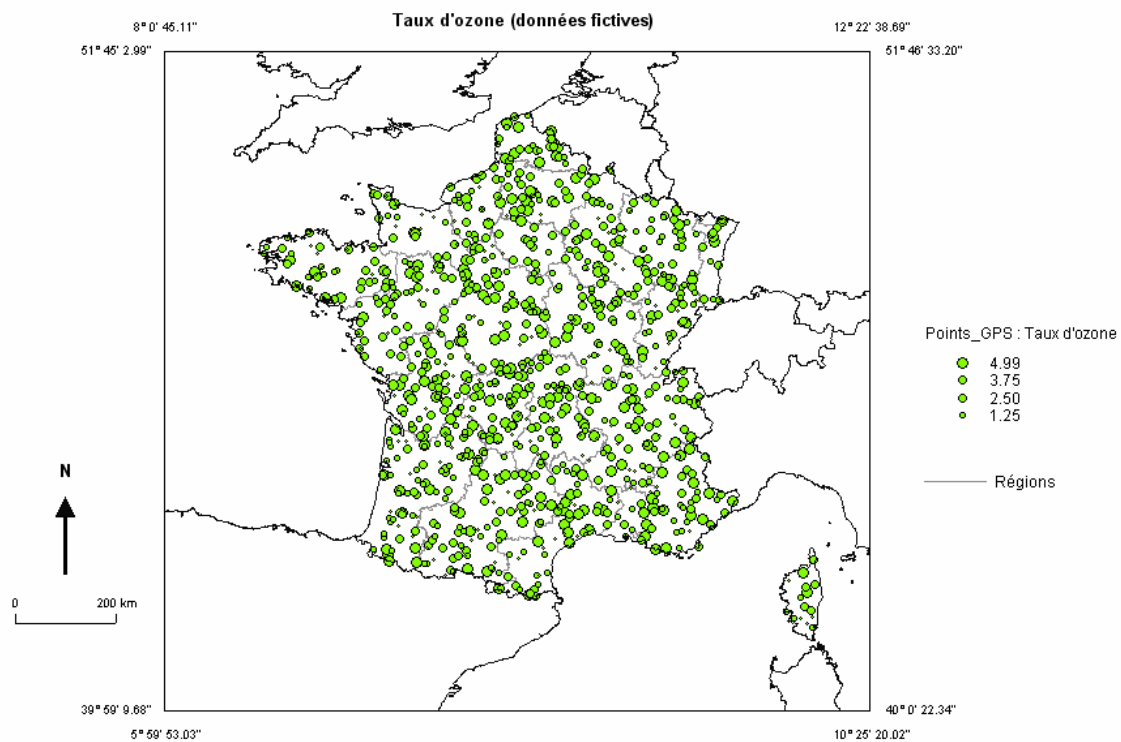 Taux d'ozone (données fictives)
8° 0' 45.11"
12° 22' 38.69"
51° 45' 2.99"
51° 46' 33.20"
Points_GPS : Taux d'ozone
4.99
3.75
2.50
1.25
N
Régions
0 200 km
39° 59' 9.68"
40° 0' 22.34"
5° 59' 53.03"
10° 25' 20.02"